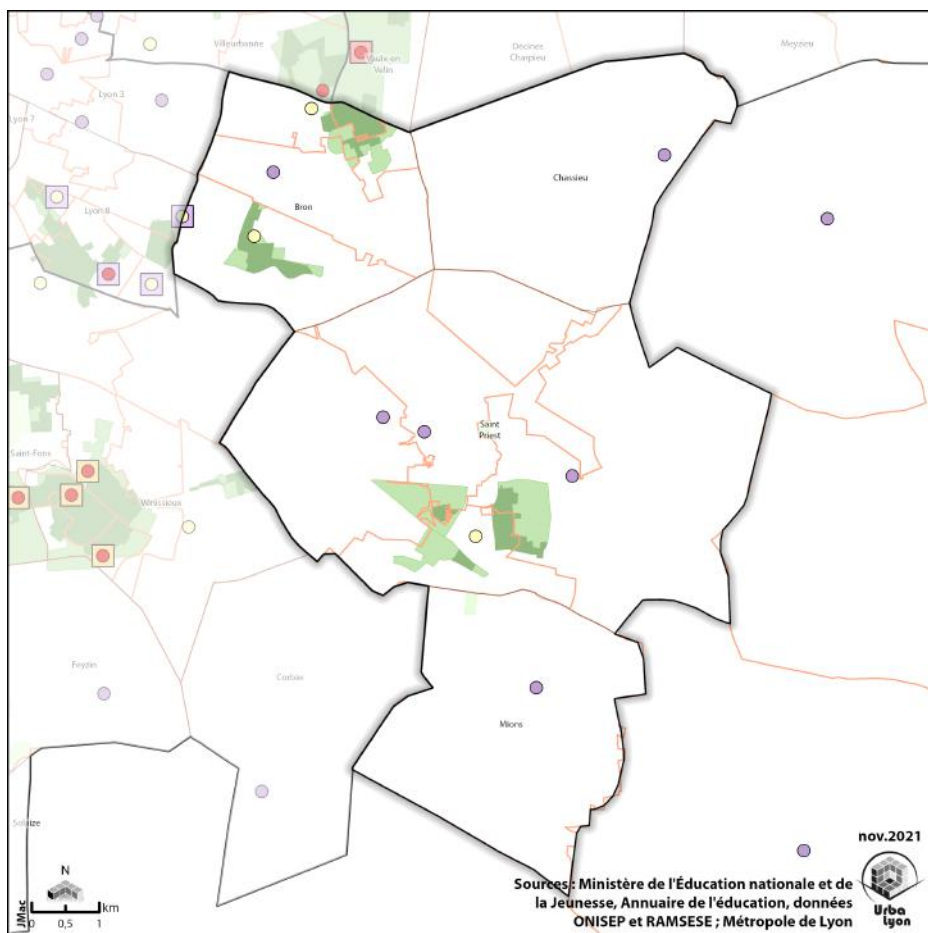 Villeurbanne
Vaulx-en
Velin
Décines
Charpieu
Meyzieu
Lyon 3
Lyon 7
Chassieu
Bron
Lyon 8
Saint
Priest
Saint-Fons
Vénissieux
Feyzin
Corbas
Mions
Solaize
nov.2021
N
km
0 0,5 1
JMac
Sources : Ministère de l'Éducation nationale et de
la Jeunesse, Annuaire de l'éducation, données
ONISEP et RAMSESE ; Métropole de Lyon
Urba
Lyon